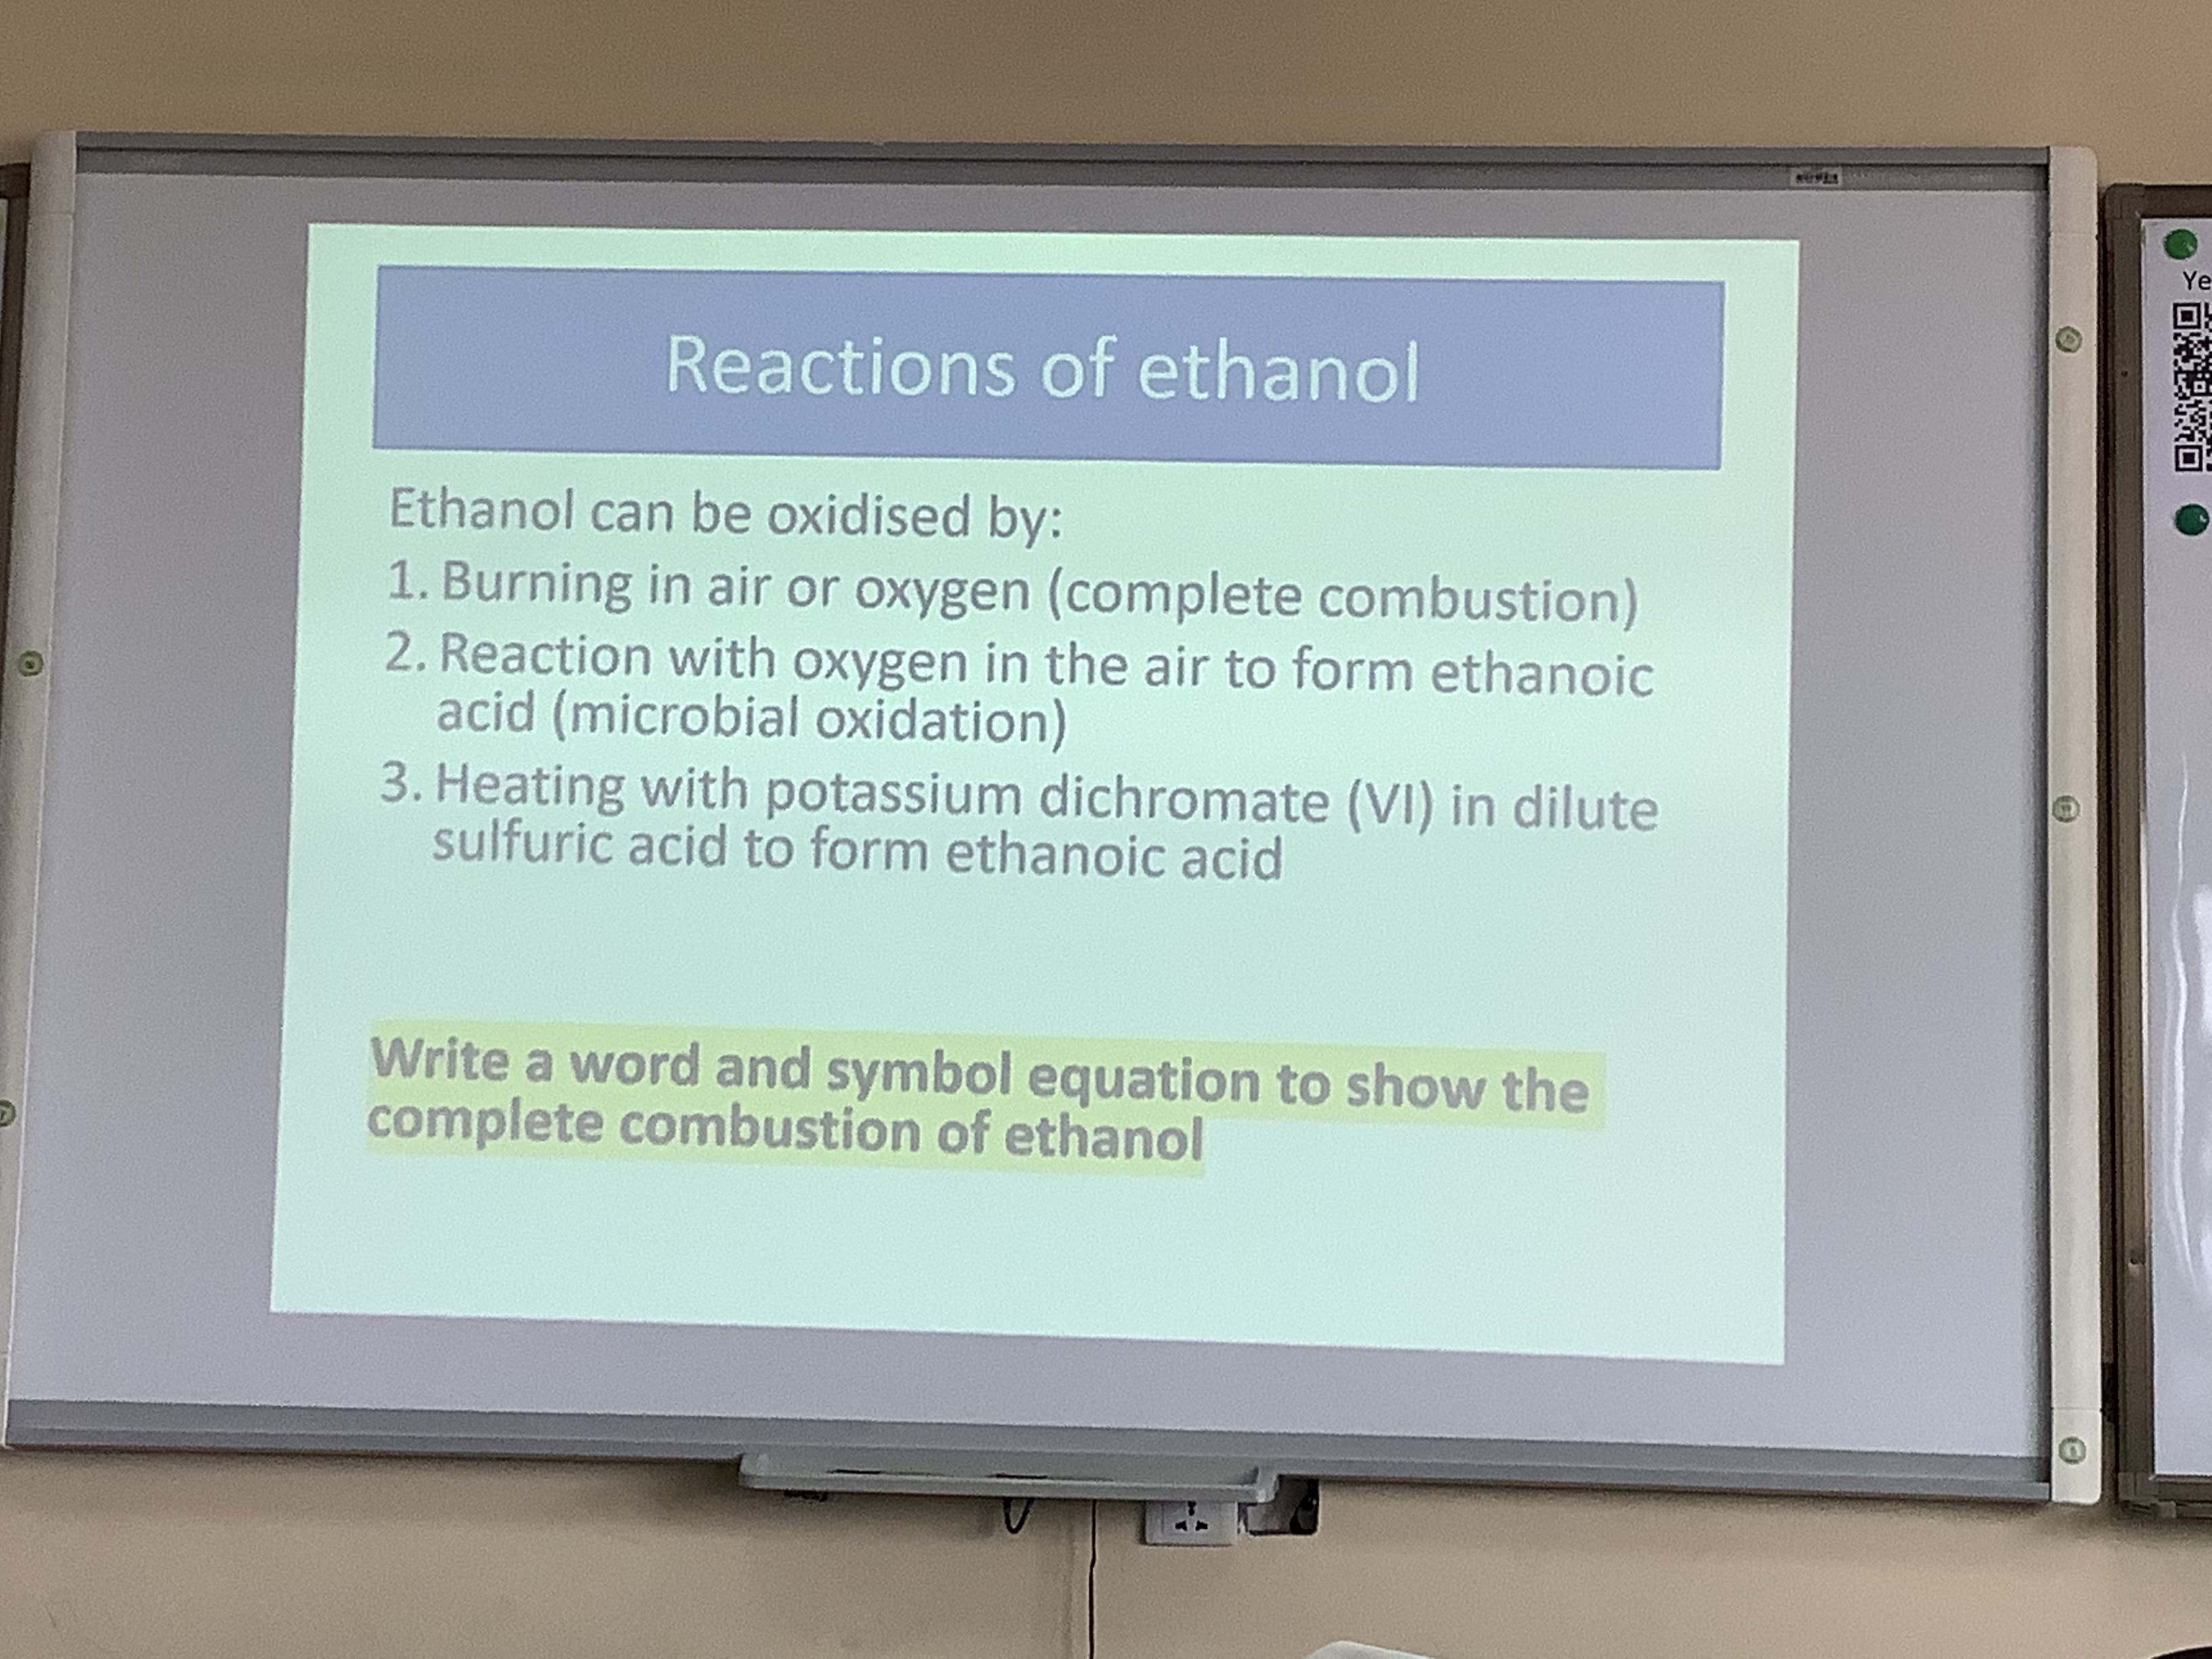 Reactions of ethanol
Ethanol can be oxidised by:
1. Burning in air or oxygen (complete combustion)
2. Reaction with oxygen in the air to form ethanoic
acid (microbial oxidation)
3. Heating with potassium dichromate (VI) in dilute
sulfuric acid to form ethanoic acid
Write a word and symbol equation to show the
complete combustion of ethanol
Ye